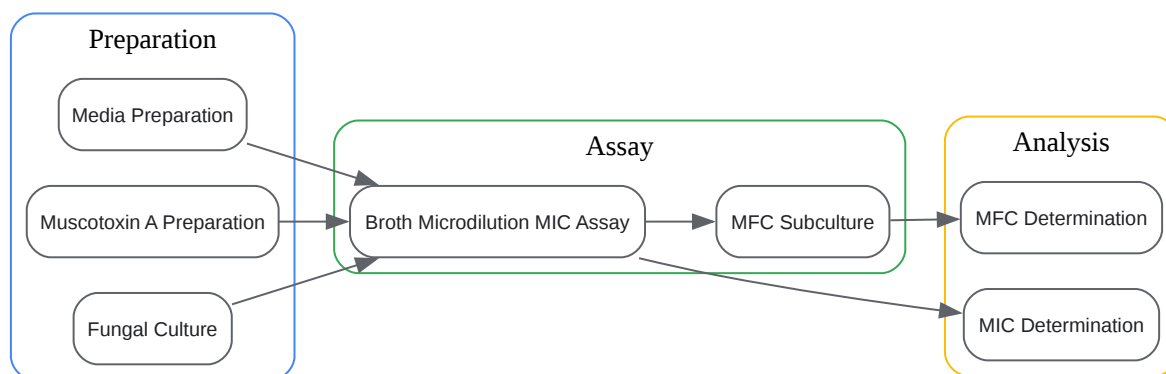 Preparation
Media Preparation
Muscotoxin A Preparation
Fungal Culture
Assay
Broth Microdilution MIC Assay
MFC Subculture
Analysis
MFC Determination
MIC Determination